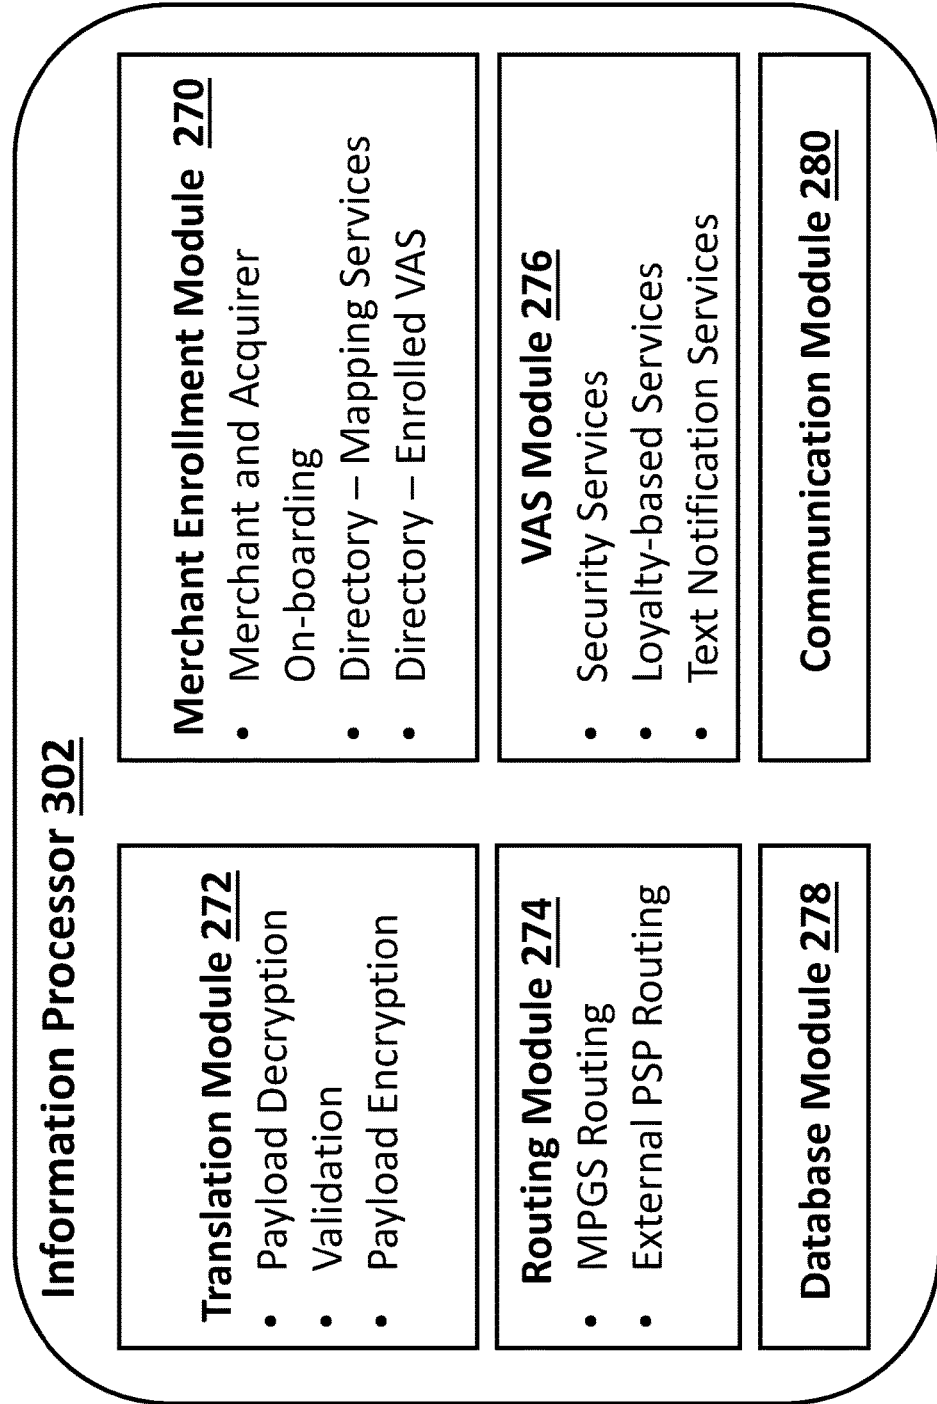 Information Processor 302
Translation Module 272
• Payload Decryption
• Validation
• Payload Encryption
Merchant Enrollment Module 270
• Merchant and Acquirer
On-boarding
• Directory – Mapping Services
• Directory – Enrolled VAS
Routing Module 274
• MPGS Routing
• External PSP Routing
VAS Module 276
• Security Services
• Loyalty-based Services
• Text Notification Services
Database Module 278
Communication Module 280